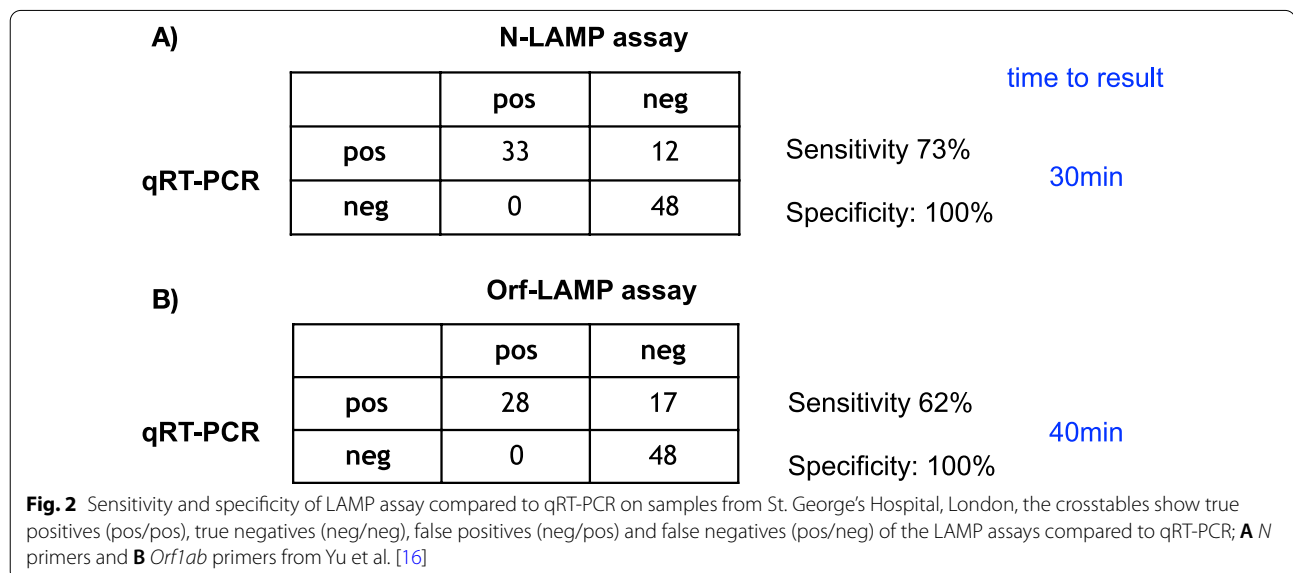 A) N-LAMP assay
time to result
pos neg
pos 33 12 Sensitivity 73%
qRT-PCR 30min
neg 0 48 Specificity: 100%
B) Orf-LAMP assay
pos neg
pos 28 17 Sensitivity 62%
qRT-PCR 40min
neg 0 48 Specificity: 100%
Fig. 2 Sensitivity and specificity of LAMP assay compared to qRT-PCR on samples from St. George’s Hospital, London, the crosstables show true
positives (pos/pos), true negatives (neg/neg), false positives (neg/pos) and false negatives (pos/neg) of the LAMP assays compared to qRT-PCR; A N
primers and B Orf1ab primers from Yu et al. [16]